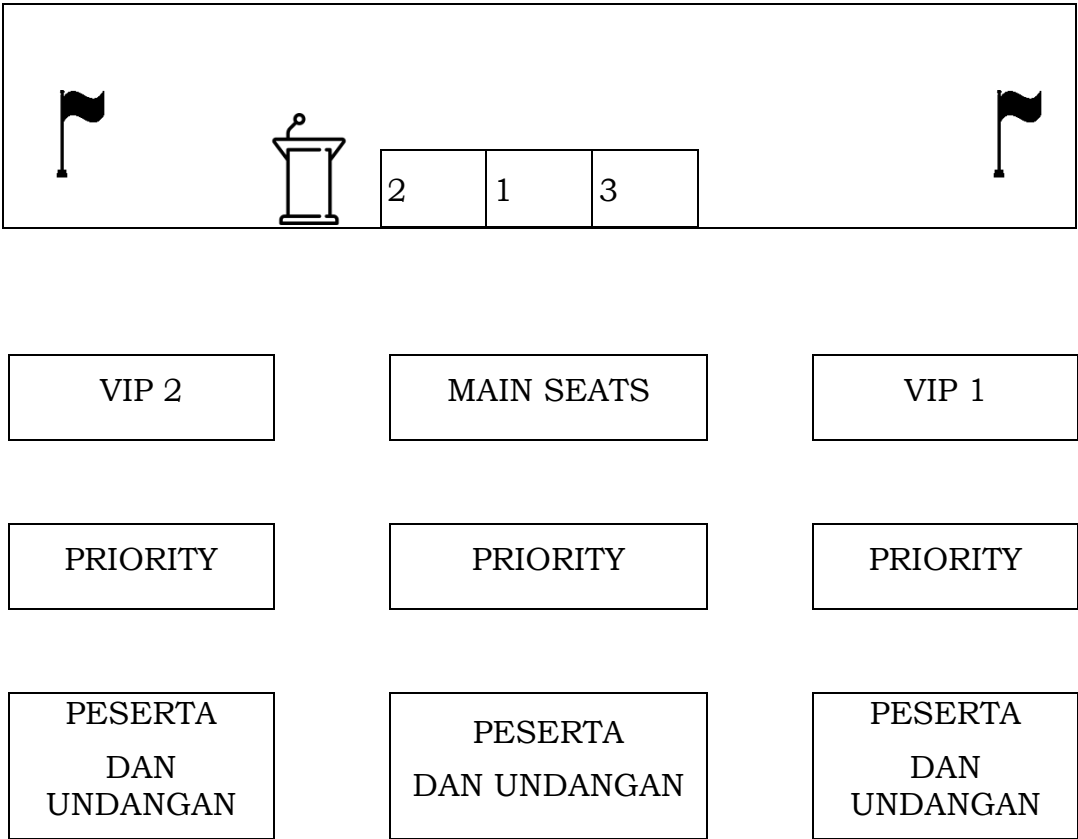 2 1 3
VIP 2 MAIN SEATS VIP 1
PRIORITY PRIORITY PRIORITY
PESERTA
DAN
UNDANGAN
PESERTA
DAN UNDANGAN
PESERTA
DAN
UNDANGAN